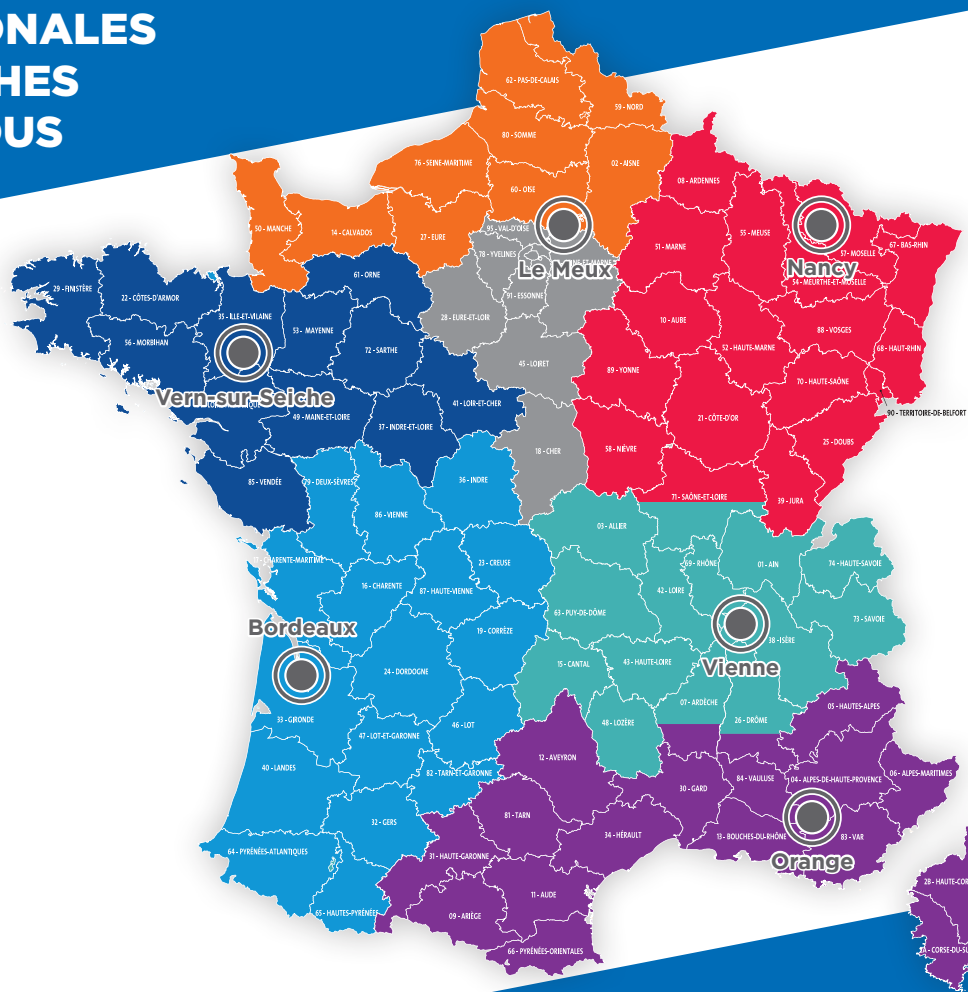 ONALES
HES
OUS
62 - PAS-DE-CALAIS
59 - NORD
80 - SOMME
76 - SEINE-MARITIME
02 - AISNE
60 - OISE
08 - ARDENNES
50 - MANCHE
14 - CALVADOS
27 - EURE
95 - VAL-D'OISE
78 - YVELINES
Le Meux
51 - MARNE
55 - MEUSE
57 - MOSELLE
67 - BAS-RHIN
Nancy
54 - MEURTHE-ET-MOSELLE
61 - ORNE
29 - FINISTÈRE
22 - CÔTES-D'ARMOR
91 - ESSONNE
35 - ILLE-ET-VILAINE
28 - EURE-ET-LOIR
10 - AUBE
53 - MAYENNE
88 - VOSGES
56 - MORBIHAN
72 - SARTHE
52 - HAUTE-MARNE
68 - HAUT-RHIN
45 - LOIRET
89 - YONNE
70 - HAUTE-SAÔNE
Vern-sur-Seiche
41 - LOIR-ET-CHER
90 - TERRITOIRE-DE-BELFORT
49 - MAINE-ET-LOIRE
21 - CÔTE-D'OR
37 - INDRE-ET-LOIRE
25 - DOUBS
18 - CHER
58 - NIÈVRE
85 - VENDÉE
79 - DEUX-SÈVRES
36 - INDRE
71 - SAÔNE-ET-LOIRE
39 - JURA
86 - VIENNE
03 - ALLIER
- CHARENTE-MARITIME
23 - CREUSE
69 - RHÔNE
01 - AIN
74 - HAUTE-SAVOIE
16 - CHARENTE
87 - HAUTE-VIENNE
42 - LOIRE
63 - PUY-DE-DÔME
73 - SAVOIE
Bordeaux
19 - CORRÈZE
38 - ISÈRE
15 - CANTAL
43 - HAUTE-LOIRE
Vienne
24 - DORDOGNE
07 - ARDÈCHE
05 - HAUTES-ALPES
33 - GIRONDE
46 - LOT
48 - LOZÈRE
26 - DRÔME
47 - LOT-ET-GARONNE
12 - AVEYRON
40 - LANDES
82 - TARN-ET-GARONNE
84 - VAUCLUSE
04 - ALPES-DE-HAUTE-PROVENCE
06 - ALPES-MARITIMES
30 - GARD
81 - TARN
32 - GERS
34 - HÉRAULT
13 - BOUCHES-DU-RHÔNE
83 - VAR
64 - PYRÉNÉES-ATLANTIQUES
31 - HAUTE-GARONNE
Orange
28 - HAUTE-COR
11 - AUDE
65 - HAUTES-PYRÉNÉES
09 - ARIÈGE
66 - PYRÉNÉES-ORIENTALES
- CORSE-DU-SU